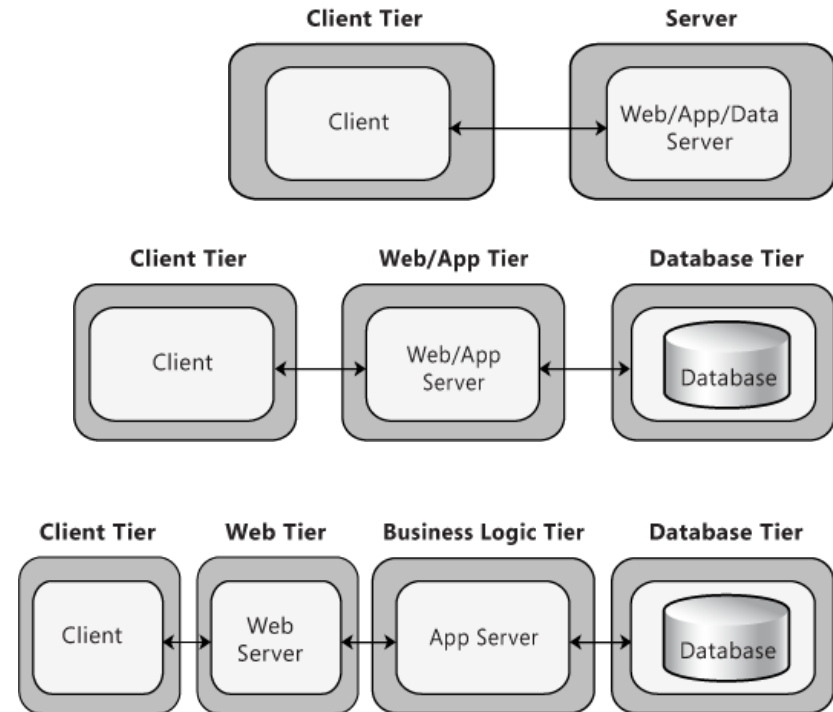 Client Tier
Server
Client
Web/App/Data
Server
Client Tier
Web/App Tier
Database Tier
Client
Web/App
Server
Database
Client Tier
Web Tier
Business Logic Tier
Database Tier
Client
Web
Server
App Server
Database